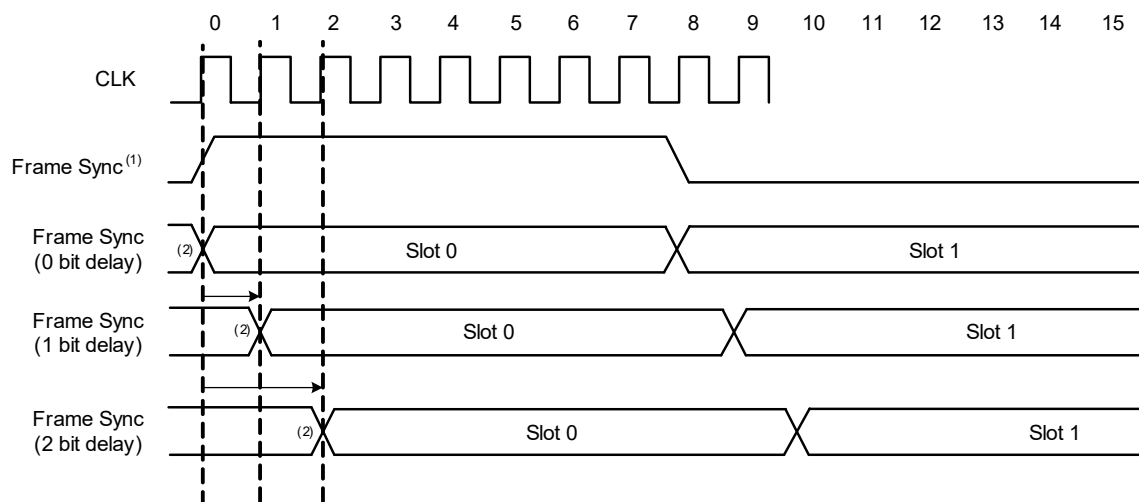 0 1 2 3 4 5 6 7 8 9 10 11 12 13 14 15
CLK
Frame Sync(1)
Frame Sync
(0 bit delay)
(2)
Slot 0
Slot 1
Frame Sync
(1 bit delay)
(2)
Slot 0
Slot 1
Frame Sync
(2 bit delay)
(2)
Slot 0
Slot 1